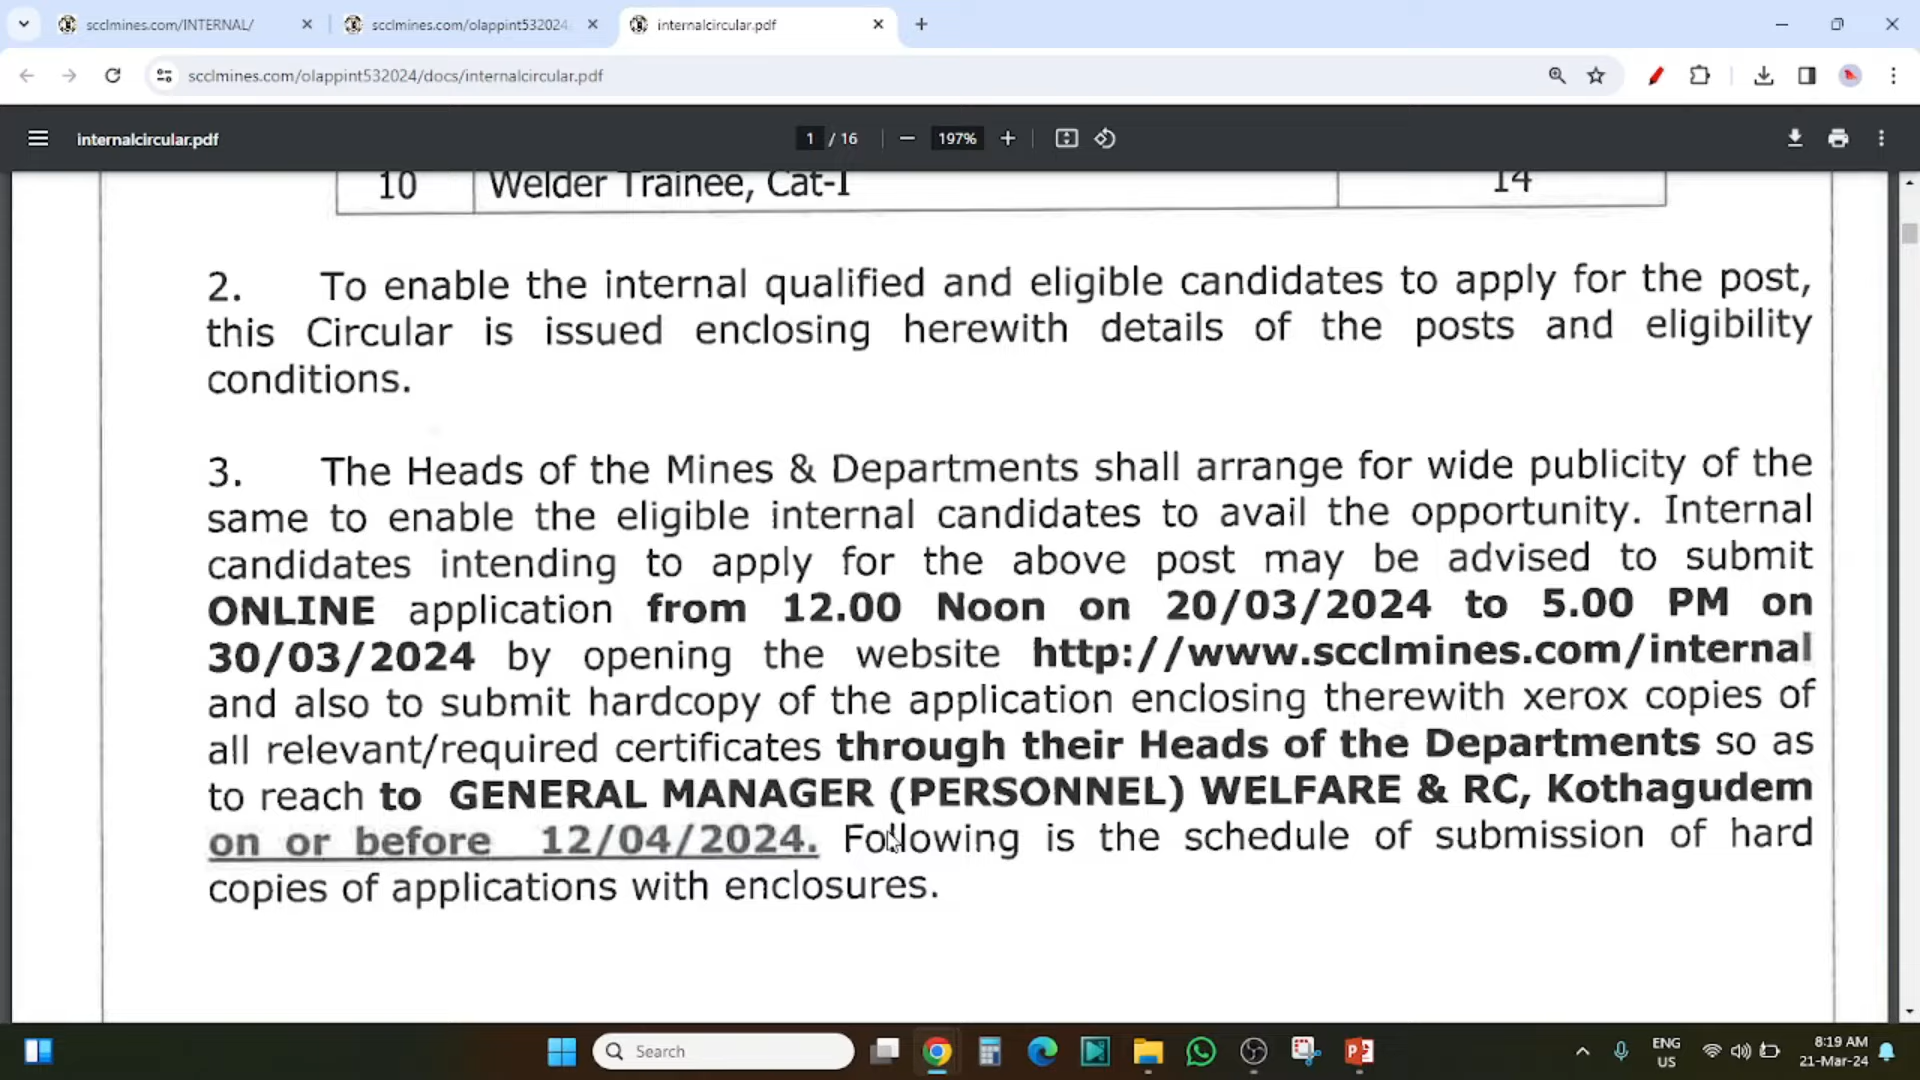 scclmines.com/INTERNAL/
scclmines.com/olappint532024
internalcircular.pdf
scclmines.com/olappint532024/docs/internalcircular.pdf
internalcircular.pdf
1 / 16
197%
10 Welder Trainee, Cat-I 14
2. To enable the internal qualified and eligible candidates to apply for the post,
this Circular is issued enclosing herewith details of the posts and eligibility
conditions.
3. The Heads of the Mines & Departments shall arrange for wide publicity of the
same to enable the eligible internal candidates to avail the opportunity. Internal
candidates intending to apply for the above post may be advised to submit
ONLINE application from 12.00 Noon on 20/03/2024 to 5.00 PM on
30/03/2024 by opening the website http://www.scclmines.com/internal
and also to submit hardcopy of the application enclosing therewith xerox copies of
all relevant/required certificates through their Heads of the Departments so as
to reach to GENERAL MANAGER (PERSONNEL) WELFARE & RC, Kothagudem
on or before 12/04/2024. Following is the schedule of submission of hard
copies of applications with enclosures.
Search
ENG
US
8:19 AM
21-Mar-24